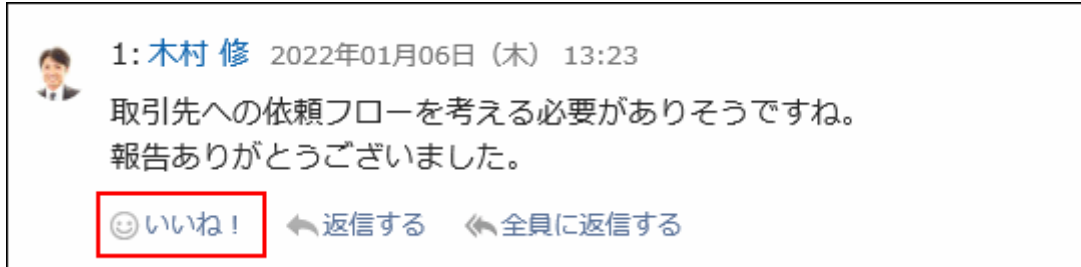 1: 木村 修 2022年01月06日（木） 13:23
取引先への依頼フローを考える必要がありそうですね。
報告ありがとうございました。
いいね！ 返信する 全員に返信する